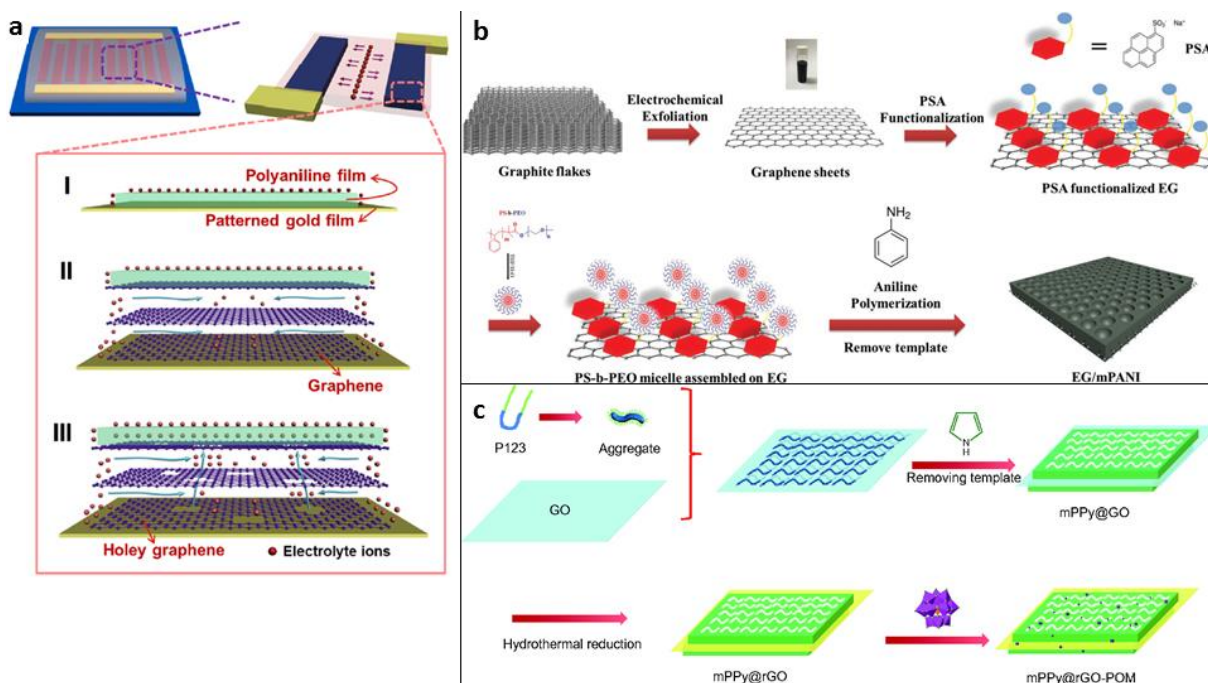 a
I
Polyaniline film
Patterned gold film
II
Graphene
III
Holey graphene
Electrolyte ions
b
SO₃⁻ Na⁺
=
PSA
Electrochemical
Exfoliation
PSA
Functionalization
Graphite flakes
Graphene sheets
PSA functionalized EG
PS-b-PEO
NH₂
Aniline
Polymerization
Remove template
PS-b-PEO micelle assembled on EG
EG/mPANI
c
P123
Aggregate
GO
N
H
Removing template
mPPy@GO
Hydrothermal reduction
mPPy@rGO
mPPy@rGO-POM